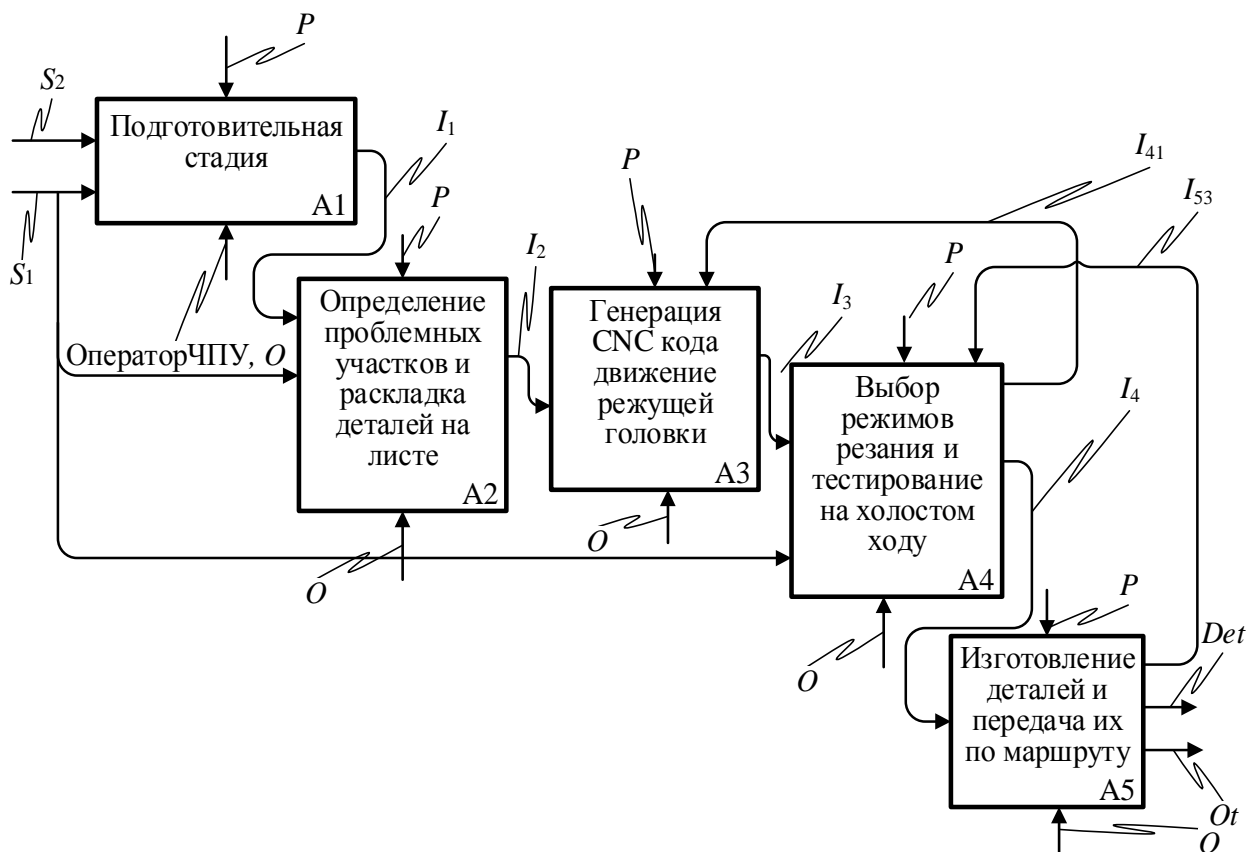 P
S2
Подготовительная
стадия
A1
S1
I1
P
ОператорЧПУ, O
Определение
проблемных
участков и
раскладка
деталей на
листе
A2
O
I2
P
Генерация
CNC кода
движение
режущей
головки
A3
O
I3
I41
I53
P
Выбор
режимов
резания и
тестирование
на холостом
ходу
A4
O
I4
P
Изготовление
деталей и
передача их
по маршруту
A5
Det
Ot
O